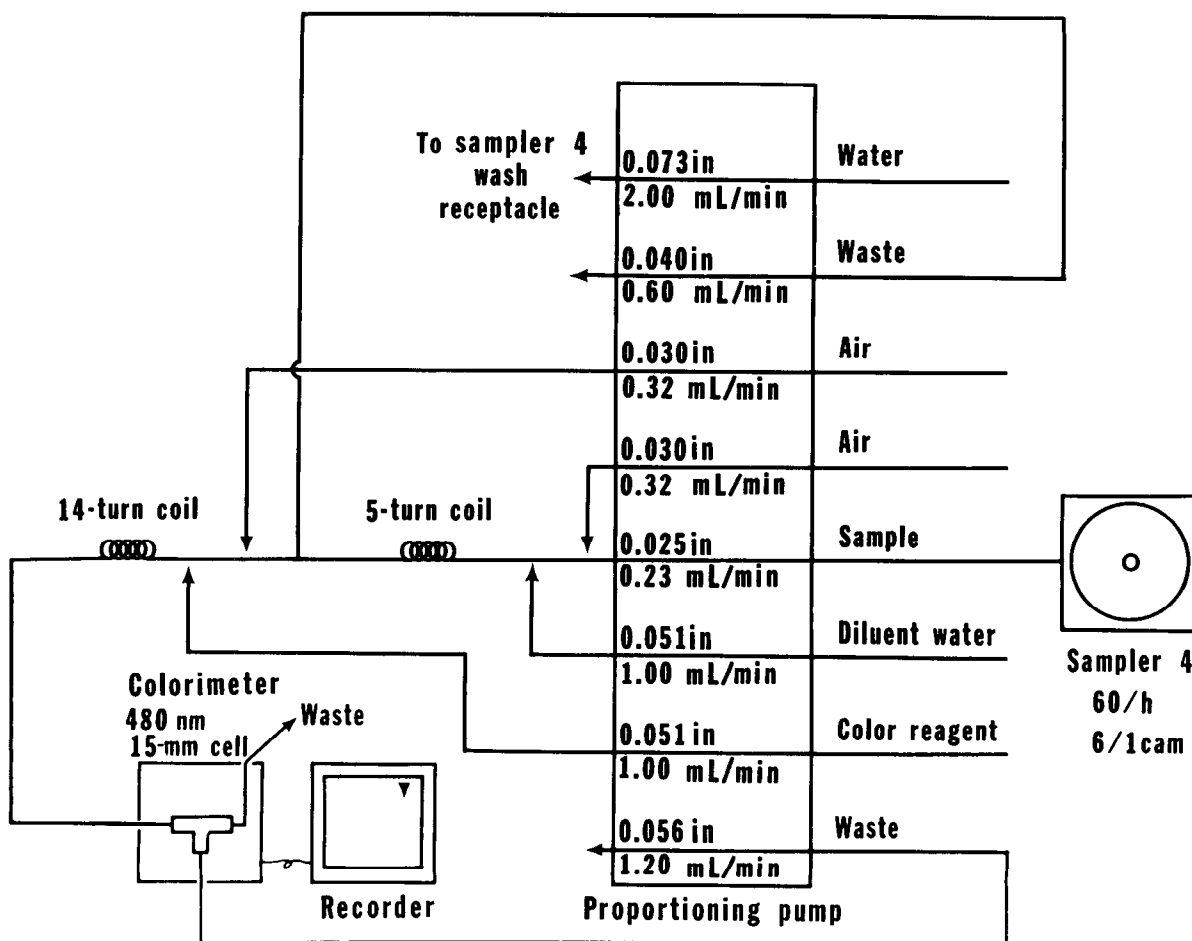 To sampler 4
wash
receptacle
0.073in
2.00 mL/min
Water
0.040in
0.60 mL/min
Waste
0.030in
0.32 mL/min
Air
0.030in
0.32 mL/min
Air
14-turn coil
5-turn coil
0.025in
0.23 mL/min
Sample
0.051in
1.00 mL/min
Diluent water
Sampler 4
60/h
6/1cam
Colorimeter
480 nm
15-mm cell
Waste
0.051in
1.00 mL/min
Color reagent
0.056in
1.20 mL/min
Waste
Recorder
Proportioning pump